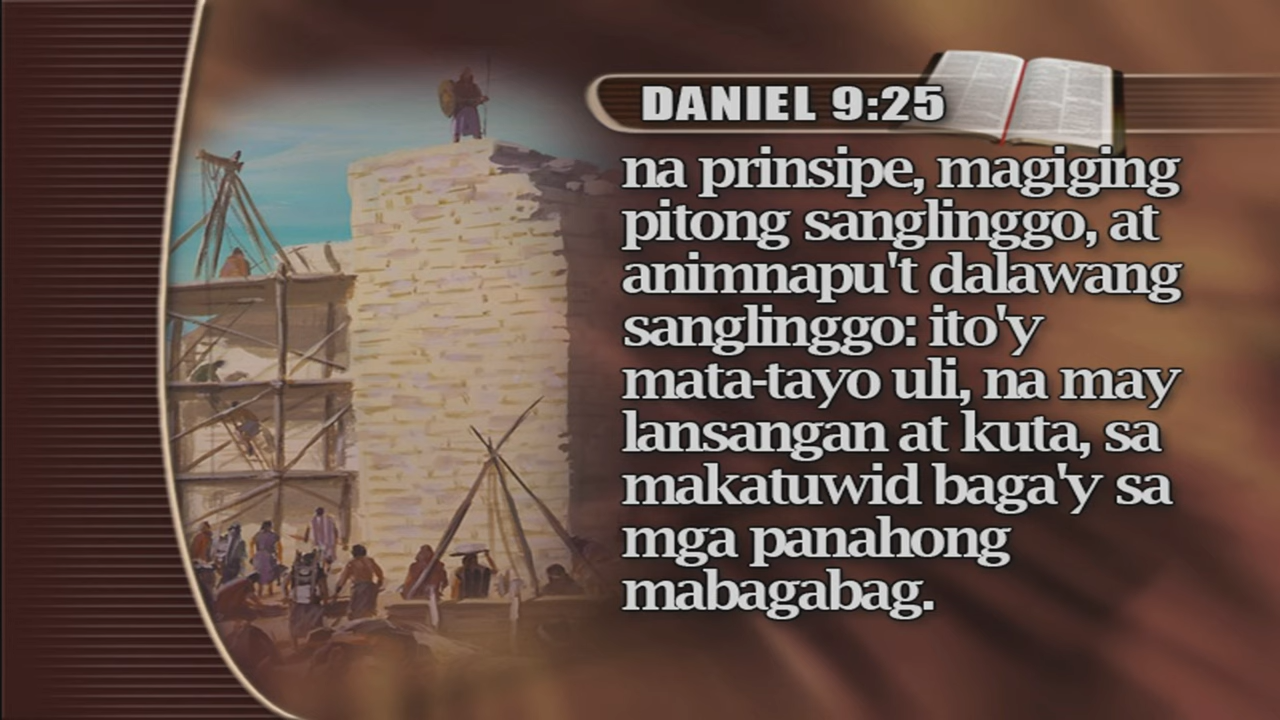 DANIEL 9:25
na prinsipe, magiging
pitong sanglinggo, at
animnapu't dalawang
sanglinggo: ito'y
mata-tayo uli, na may
lansangan at kuta, sa
makatuwid baga'y sa
mga panahong
mabagabag.